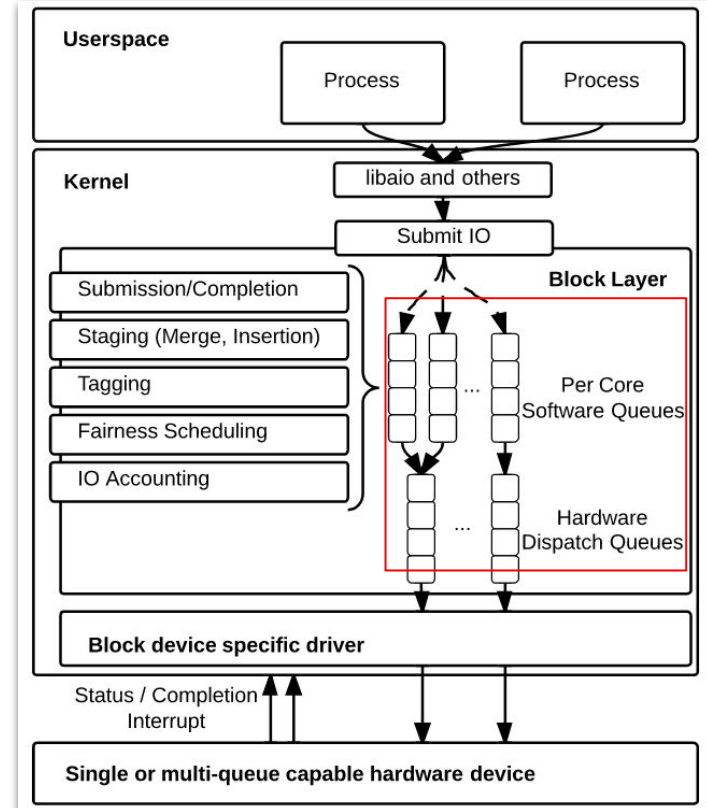 Userspace
Process
Process
Kernel
libaio and others
Submit IO
Block Layer
Submission/Completion
Staging (Merge, Insertion)
Tagging
Fairness Scheduling
IO Accounting
...
Per Core
Software Queues
...
Hardware
Dispatch Queues
Block device specific driver
Status / Completion
Interrupt
Single or multi-queue capable hardware device